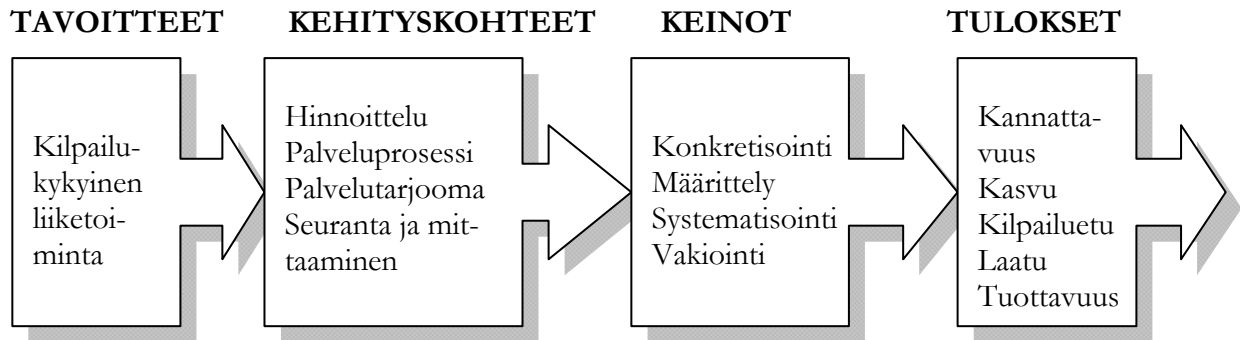 TAVOITTEET
KEHITYSKOHTEET
KEINOT
TULOKSET
Kilpailu-
kykyinen
liiketoi-
minta
Hinnoittelu
Palveluprosessi
Palvelutarjooma
Seuranta ja mit-
taaminen
Konkretisointi
Määrittely
Systematisointi
Vakiointi
Kannatta-
vuus
Kasvu
Kilpailuetu
Laatu
Tuottavuus